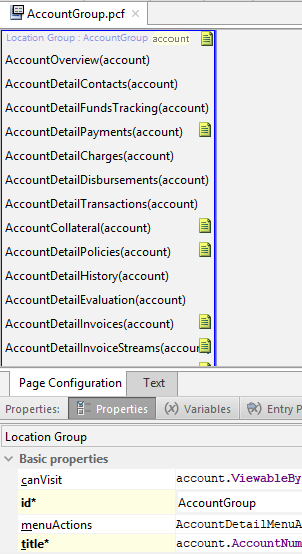 AccountGroup.pcf ×
Location Group : AccountGroup account
AccountOverview(account)
AccountDetailContacts(account)
AccountDetailFundsTracking(account)
AccountDetailPayments(account)
AccountDetailCharges(account)
AccountDetailDisbursements(account)
AccountDetailTransactions(account)
AccountCollateral(account)
AccountDetailPolicies(account)
AccountDetailHistory(account)
AccountDetailEvaluation(account)
AccountDetailInvoices(account)
AccountDetailInvoiceStreams(accou
Page Configuration Text
Properties: Properties (x) Variables Entry P
Location Group
Basic properties
canVisit account.ViewableBy
id* AccountGroup
menuActions AccountDetailMenuA
title* account.AccountNum